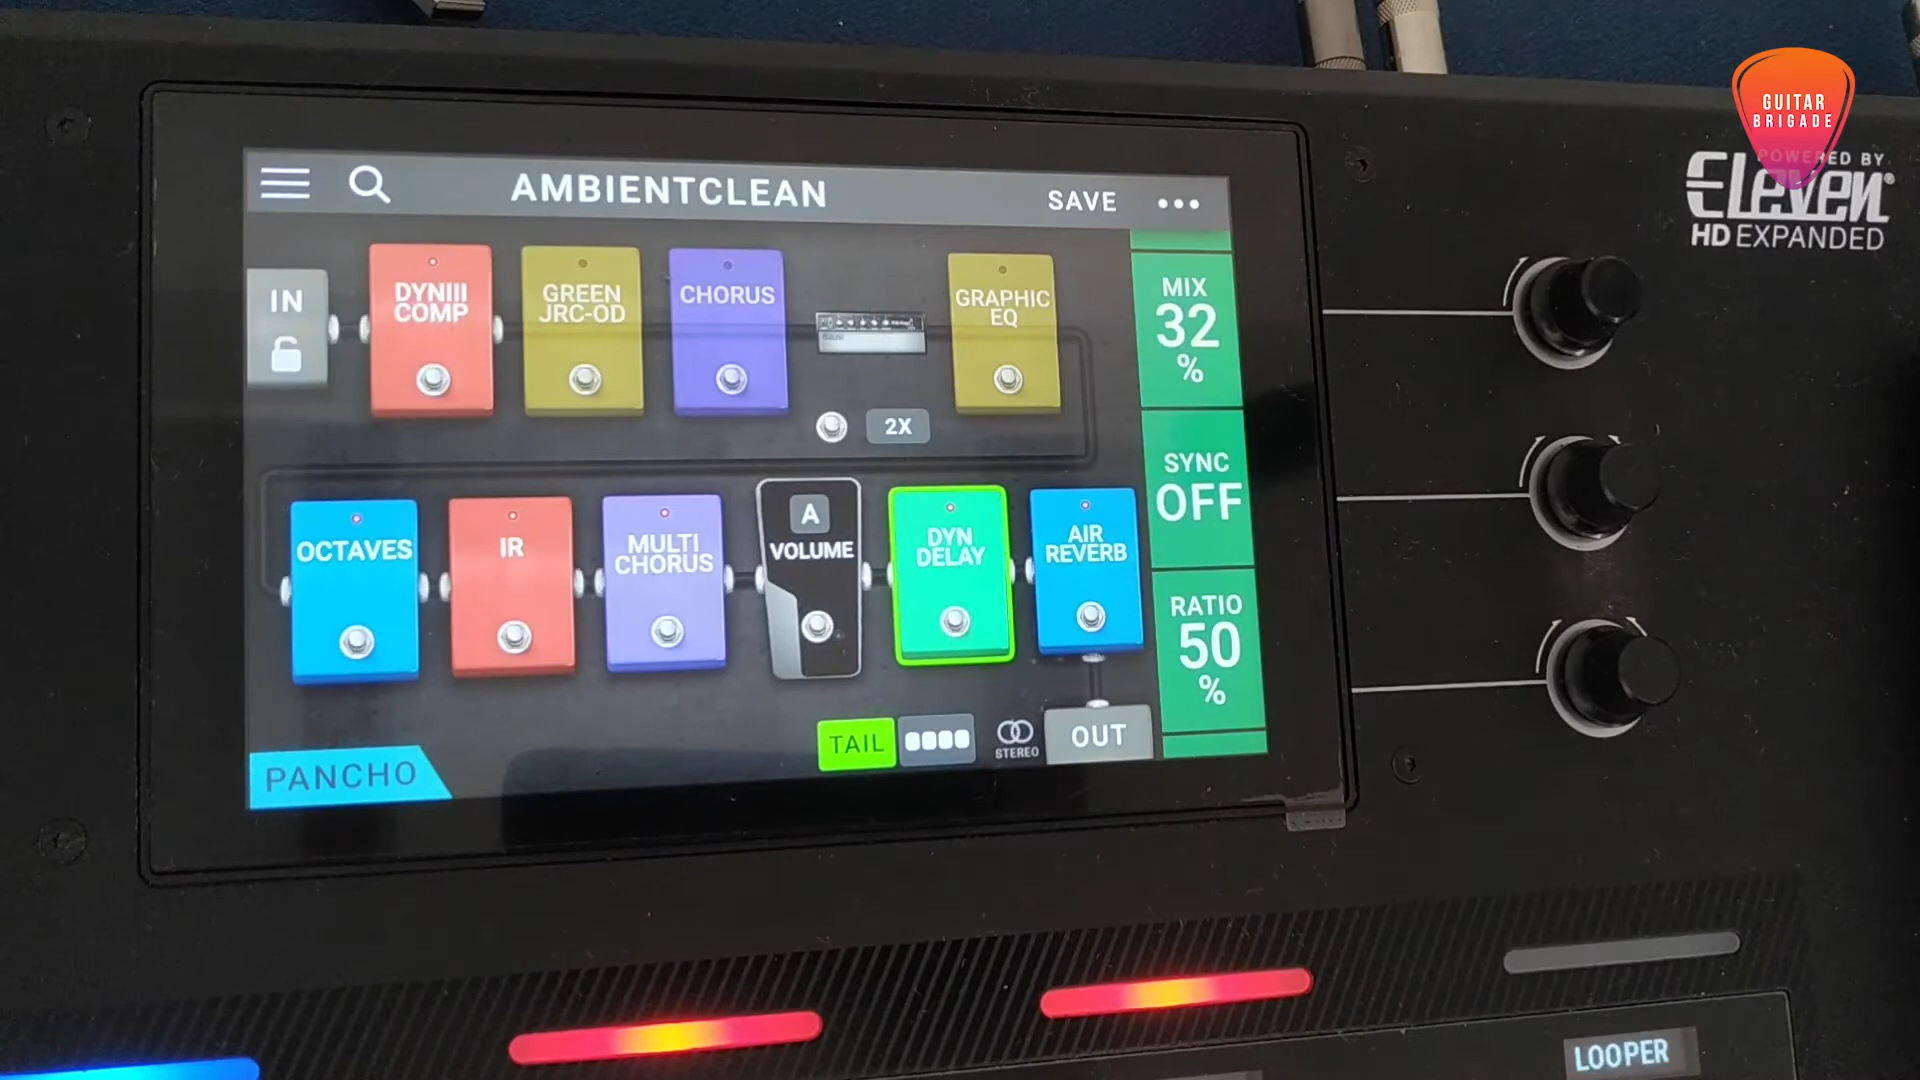 GUITAR
BRIGADE
POWERED BY
Eleven®
HD EXPANDED
AMBIENTCLEAN
SAVE
IN
DYNIII
COMP
GREEN
JRC-OD
CHORUS
GRAPHIC
EQ
2X
MIX
32
%
SYNC
OFF
RATIO
50
%
OCTAVES
IR
MULTI
CHORUS
A
VOLUME
DYN
DELAY
AIR
REVERB
TAIL
STEREO
OUT
PANCHO
LOOPER